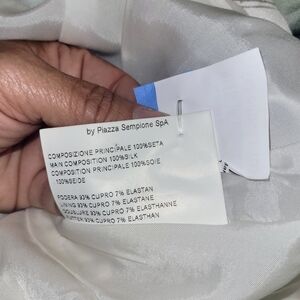 by Piazza Sempione SpA
COMPOSIZIONE PRINCIPALE 100%SETA
MAIN COMPOSITION 100%SILK
COMPOSITION PRINCIPALE 100%SOIE
100%SEIDE
FODERA 93% CUPRO 7% ELASTAN
LINING 93% CUPRO 7% ELASTANE
DOUBLURE 93% CUPRO 7% ELASTHANNE
FUTTER 93% CUPRO 7% ELASTHAN